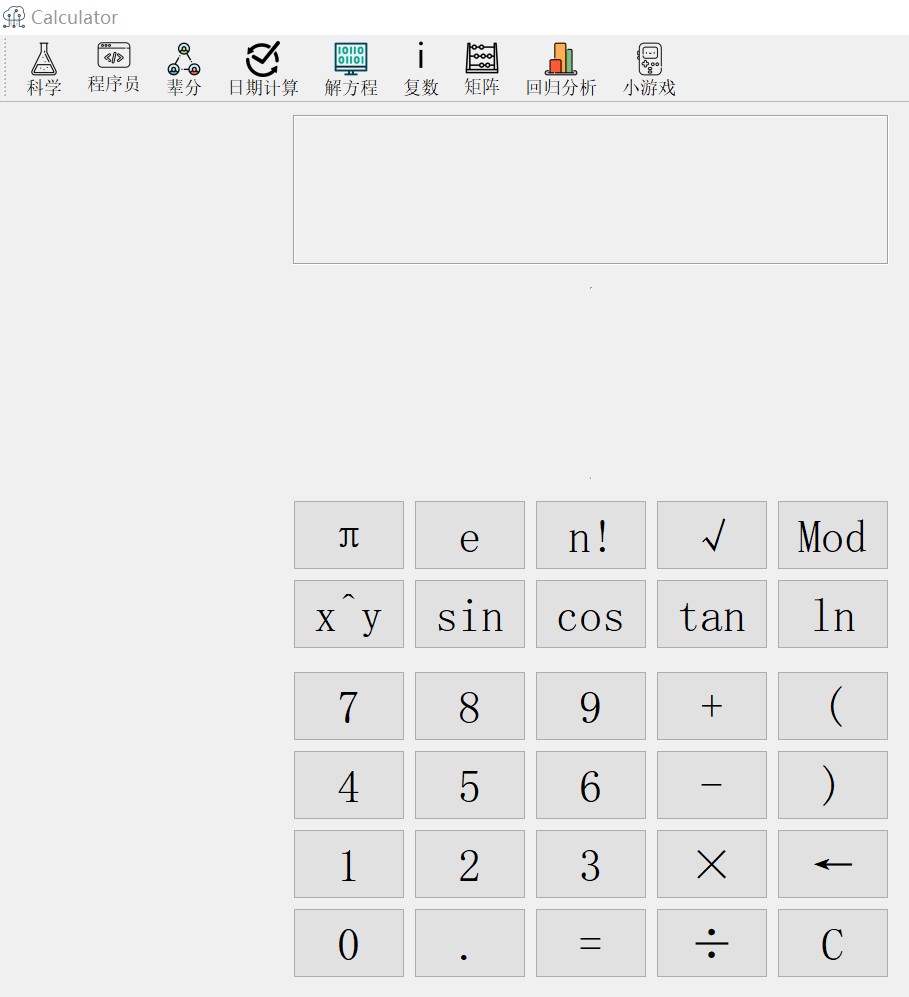 Calculator
科学 程序员 辈分 日期计算 解方程 复数 矩阵 回归分析 小游戏
π e n! √ Mod
x^y sin cos tan ln
7 8 9 + (
4 5 6 - )
1 2 3 × ←
0 . = ÷ C